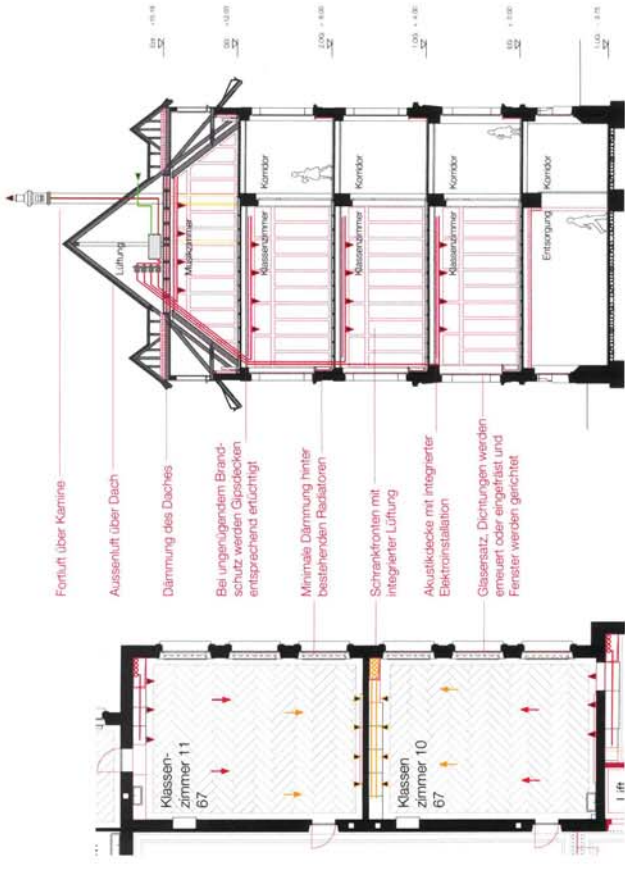 Fortluft über Kamine
Aussenluft über Dach
Dämmung des Daches
Bei ungenügendem Brand-
schutz werden Gipsdecken
entsprechend ertüchtigt
Minimale Dämmung hinter
bestehenden Radiatoren
Schrankfronten mit
integrierter Lüftung
Akustikdecke mit integrierter
Elektroinstallation
Glasersatz, Dichtungen werden
erneuert oder eingefräst und
Fenster werden gerichtet
Lüftung
Musikzimmer
Klassenzimmer
Korridor
Klassenzimmer
Korridor
Klassenzimmer
Korridor
Entsorgung
Korridor
Klassen-
zimmer 11
67
Klassen
zimmer 10
67
Lift